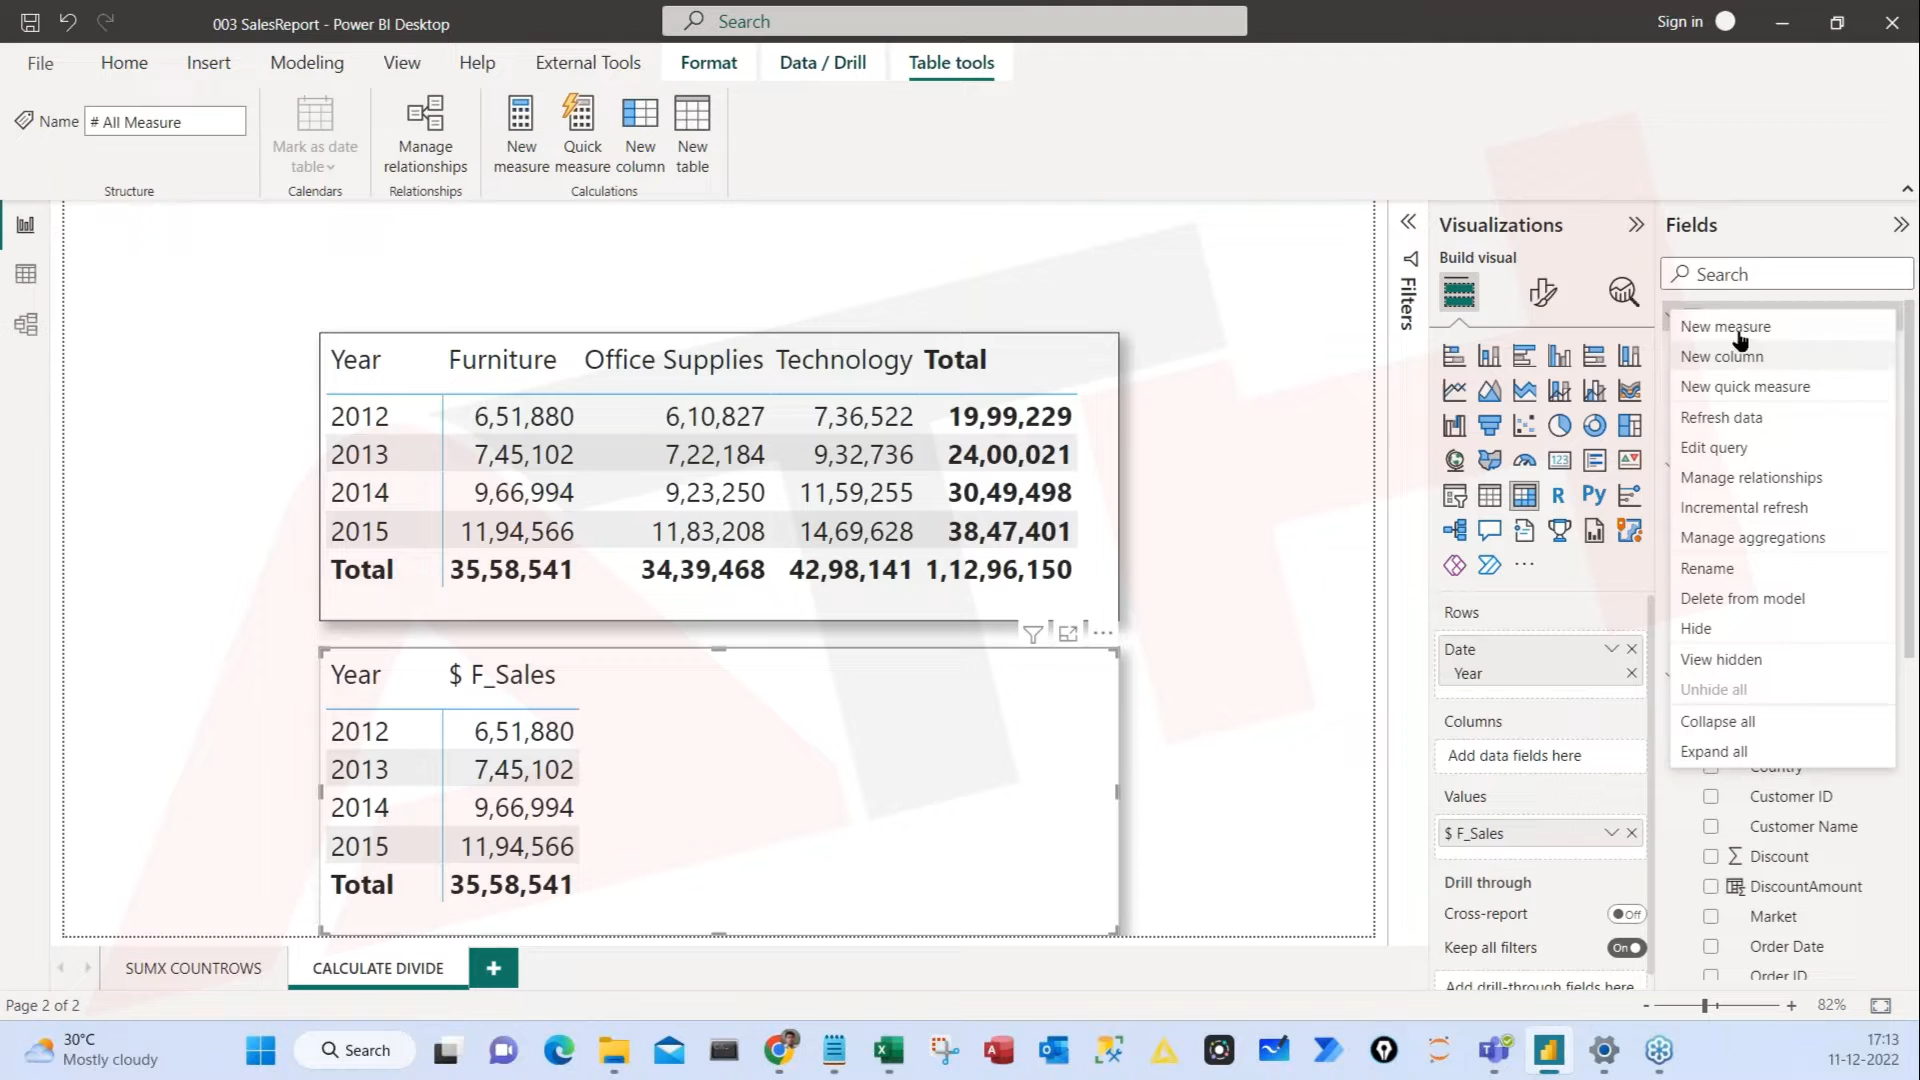 003 SalesReport - Power BI Desktop
Search
Sign in
File
Home
Insert
Modeling
View
Help
External Tools
Format
Data / Drill
Table tools
Name
# All Measure
Structure
Mark as date
table
Calendars
Manage
relationships
Relationships
New
measure
Quick
measure
New
column
New
table
Calculations
Year Furniture Office Supplies Technology Total
2012 6,51,880 6,10,827 7,36,522 19,99,229
2013 7,45,102 7,22,184 9,32,736 24,00,021
2014 9,66,994 9,23,250 11,59,255 30,49,498
2015 11,94,566 11,83,208 14,69,628 38,47,401
Total 35,58,541 34,39,468 42,98,141 1,12,96,150
Year $ F_Sales
2012 6,51,880
2013 7,45,102
2014 9,66,994
2015 11,94,566
Total 35,58,541
Filters
Visualizations
Build visual
123
R
Py
Rows
Date
Year
Columns
Add data fields here
Values
$ F_Sales
Drill through
Cross-report
Off
Keep all filters
On
Add drill-through fields here
Fields
Search
New measure
New column
New quick measure
Refresh data
Edit query
Manage relationships
Incremental refresh
Manage aggregations
Rename
Delete from model
Hide
View hidden
Unhide all
Collapse all
Expand all
Country
Customer ID
Customer Name
Discount
DiscountAmount
Market
Order Date
Order ID
SUMX COUNTROWS
CALCULATE DIVIDE
Page 2 of 2
82%
30°C
Mostly cloudy
Search
17:13
11-12-2022